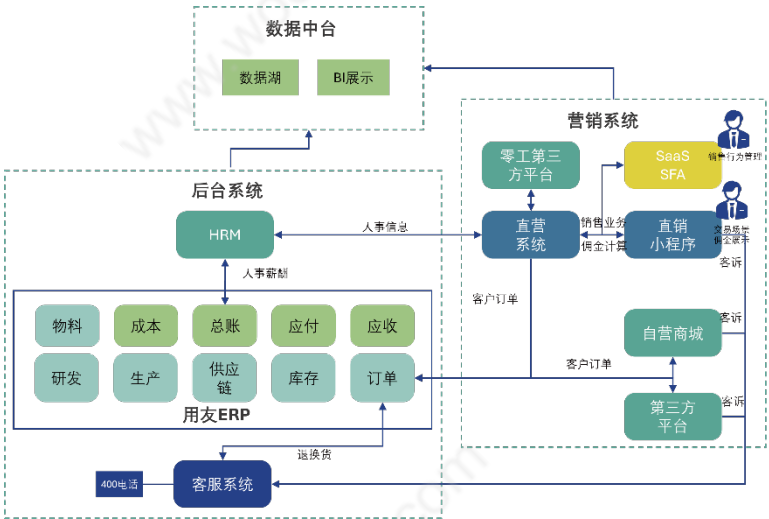 数据中台
数据湖
BI展示
营销系统
零工第三
方平台
SaaS
SFA
销售行为管理
后台系统
HRM
人事信息
直营
系统
销售业务
佣金计算
直销
小程序
交易场景
佣金展示
客诉
人事薪酬
客户订单
物料
成本
总账
应付
应收
自营商城
客诉
研发
生产
供应
链
库存
订单
客户订单
用友ERP
第三方
平台
客诉
退换货
400电话
客服系统